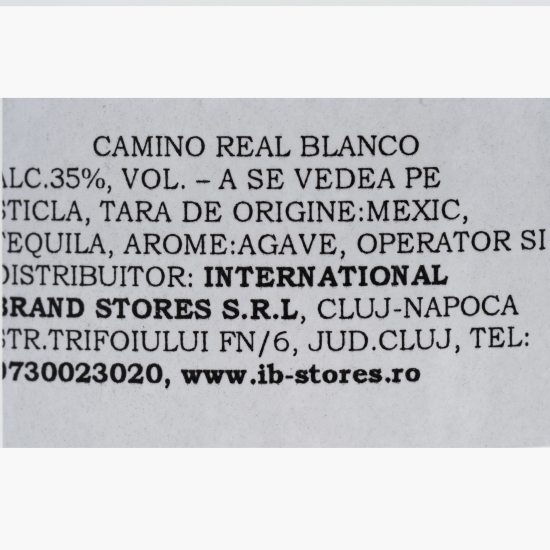 CAMINO REAL BLANCO
ALC.35%, VOL. – A SE VEDEA PE
STICLA, TARA DE ORIGINE:MEXIC,
TEQUILA, AROME:AGAVE, OPERATOR SI
DISTRIBUITOR: INTERNATIONAL
BRAND STORES S.R.L, CLUJ-NAPOCA
STR.TRIFOIULUI FN/6, JUD.CLUJ, TEL:
0730023020, www.ib-stores.ro